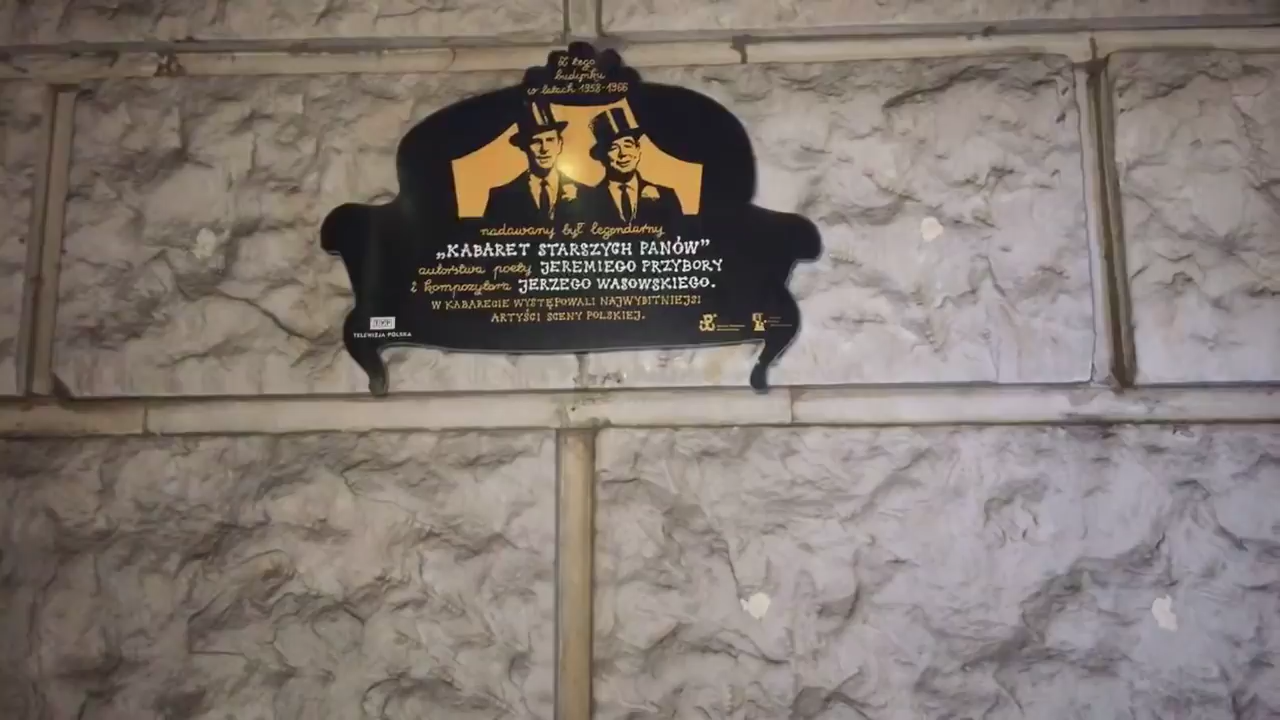 Z tego
budynku
w latach 1958-1966
nadawany był legendarny
„KABARET STARSZYCH PANÓW”
autorstwa poety JEREMIEGO PRZYBORY
i kompozytora JERZEGO WASOWSKIEGO.
W KABARECIE WYSTĘPOWALI NAJWYBITNIEJSI
ARTYŚCI SCENY POLSKIEJ.
TVP
TELEWIZJA POLSKA